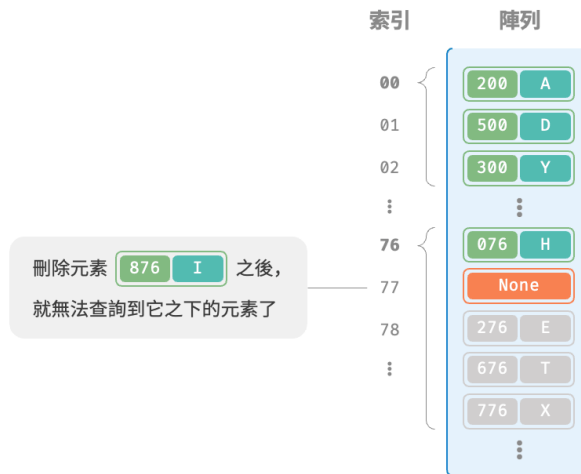 索引 陣列
00 200 A
01 500 D
02 300 Y
76 076 H
刪除元素 876 I 之後，
就無法查詢到它之下的元素了
77 None
78 276 E
676 T
776 X